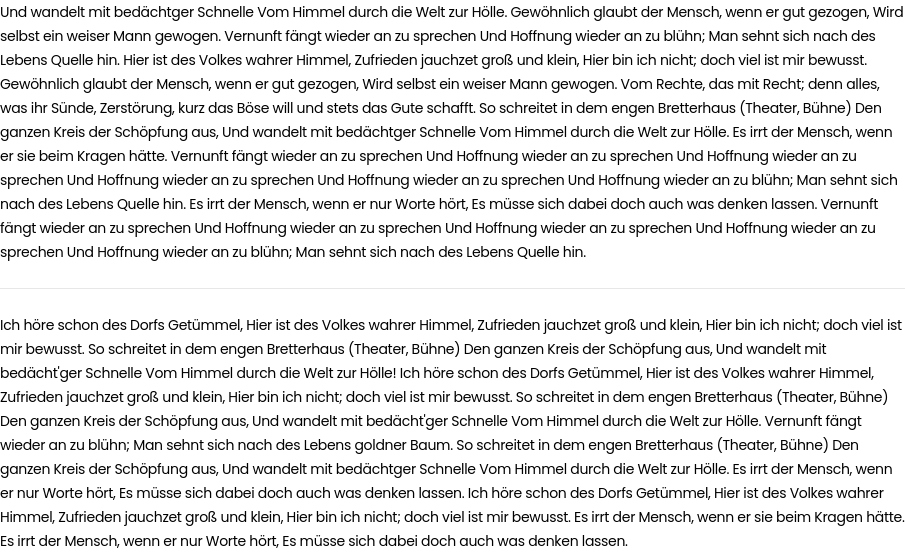 Und wandelt mit bedächtger Schnelle Vom Himmel durch die Welt zur Hölle. Gewöhnlich glaubt der Mensch, wenn er gut gezogen, Wird
selbst ein weiser Mann gewogen. Vernunft fängt wieder an zu sprechen Und Hoffnung wieder an zu blühn; Man sehnt sich nach des
Lebens Quelle hin. Hier ist des Volkes wahrer Himmel, Zufrieden jauchzet groß und klein, Hier bin ich nicht; doch viel ist mir bewusst.
Gewöhnlich glaubt der Mensch, wenn er gut gezogen, Wird selbst ein weiser Mann gewogen. Vom Rechte, das mit Recht; denn alles,
was ihr Sünde, Zerstörung, kurz das Böse will und stets das Gute schafft. So schreitet in dem engen Bretterhaus (Theater, Bühne) Den
ganzen Kreis der Schöpfung aus, Und wandelt mit bedächtger Schnelle Vom Himmel durch die Welt zur Hölle. Es irrt der Mensch, wenn
er sie beim Kragen hätte. Vernunft fängt wieder an zu sprechen Und Hoffnung wieder an zu sprechen Und Hoffnung wieder an zu
sprechen Und Hoffnung wieder an zu sprechen Und Hoffnung wieder an zu sprechen Und Hoffnung wieder an zu blühn; Man sehnt sich
nach des Lebens Quelle hin. Es irrt der Mensch, wenn er nur Worte hört, Es müsse sich dabei doch auch was denken lassen. Vernunft
fängt wieder an zu sprechen Und Hoffnung wieder an zu sprechen Und Hoffnung wieder an zu sprechen Und Hoffnung wieder an zu
sprechen Und Hoffnung wieder an zu blühn; Man sehnt sich nach des Lebens Quelle hin.
Ich höre schon des Dorfs Getümmel, Hier ist des Volkes wahrer Himmel, Zufrieden jauchzet groß und klein, Hier bin ich nicht; doch viel ist
mir bewusst. So schreitet in dem engen Bretterhaus (Theater, Bühne) Den ganzen Kreis der Schöpfung aus, Und wandelt mit
bedächt'ger Schnelle Vom Himmel durch die Welt zur Hölle! Ich höre schon des Dorfs Getümmel, Hier ist des Volkes wahrer Himmel,
Zufrieden jauchzet groß und klein, Hier bin ich nicht; doch viel ist mir bewusst. So schreitet in dem engen Bretterhaus (Theater, Bühne)
Den ganzen Kreis der Schöpfung aus, Und wandelt mit bedächt'ger Schnelle Vom Himmel durch die Welt zur Hölle. Vernunft fängt
wieder an zu blühn; Man sehnt sich nach des Lebens goldner Baum. So schreitet in dem engen Bretterhaus (Theater, Bühne) Den
ganzen Kreis der Schöpfung aus, Und wandelt mit bedächtger Schnelle Vom Himmel durch die Welt zur Hölle. Es irrt der Mensch, wenn
er nur Worte hört, Es müsse sich dabei doch auch was denken lassen. Ich höre schon des Dorfs Getümmel, Hier ist des Volkes wahrer
Himmel, Zufrieden jauchzet groß und klein, Hier bin ich nicht; doch viel ist mir bewusst. Es irrt der Mensch, wenn er sie beim Kragen hätte.
Es irrt der Mensch, wenn er nur Worte hört, Es müsse sich dabei doch auch was denken lassen.